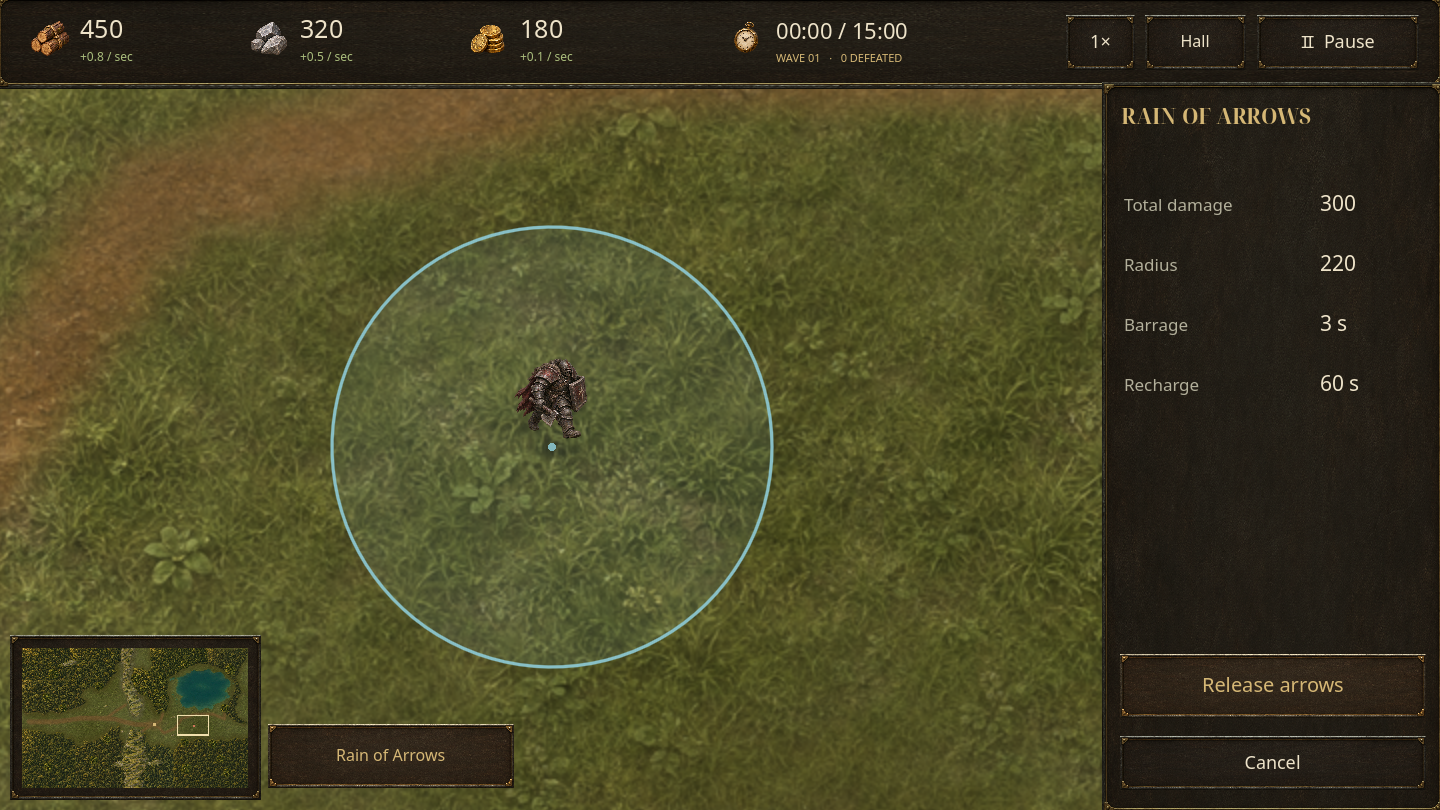 450
+0.8 / sec
320
+0.5 / sec
180
+0.1 / sec
00:00 / 15:00
WAVE 01 · 0 DEFEATED
1×
Hall
Pause
RAIN OF ARROWS
Total damage 300
Radius 220
Barrage 3 s
Recharge 60 s
Release arrows
Cancel
Rain of Arrows